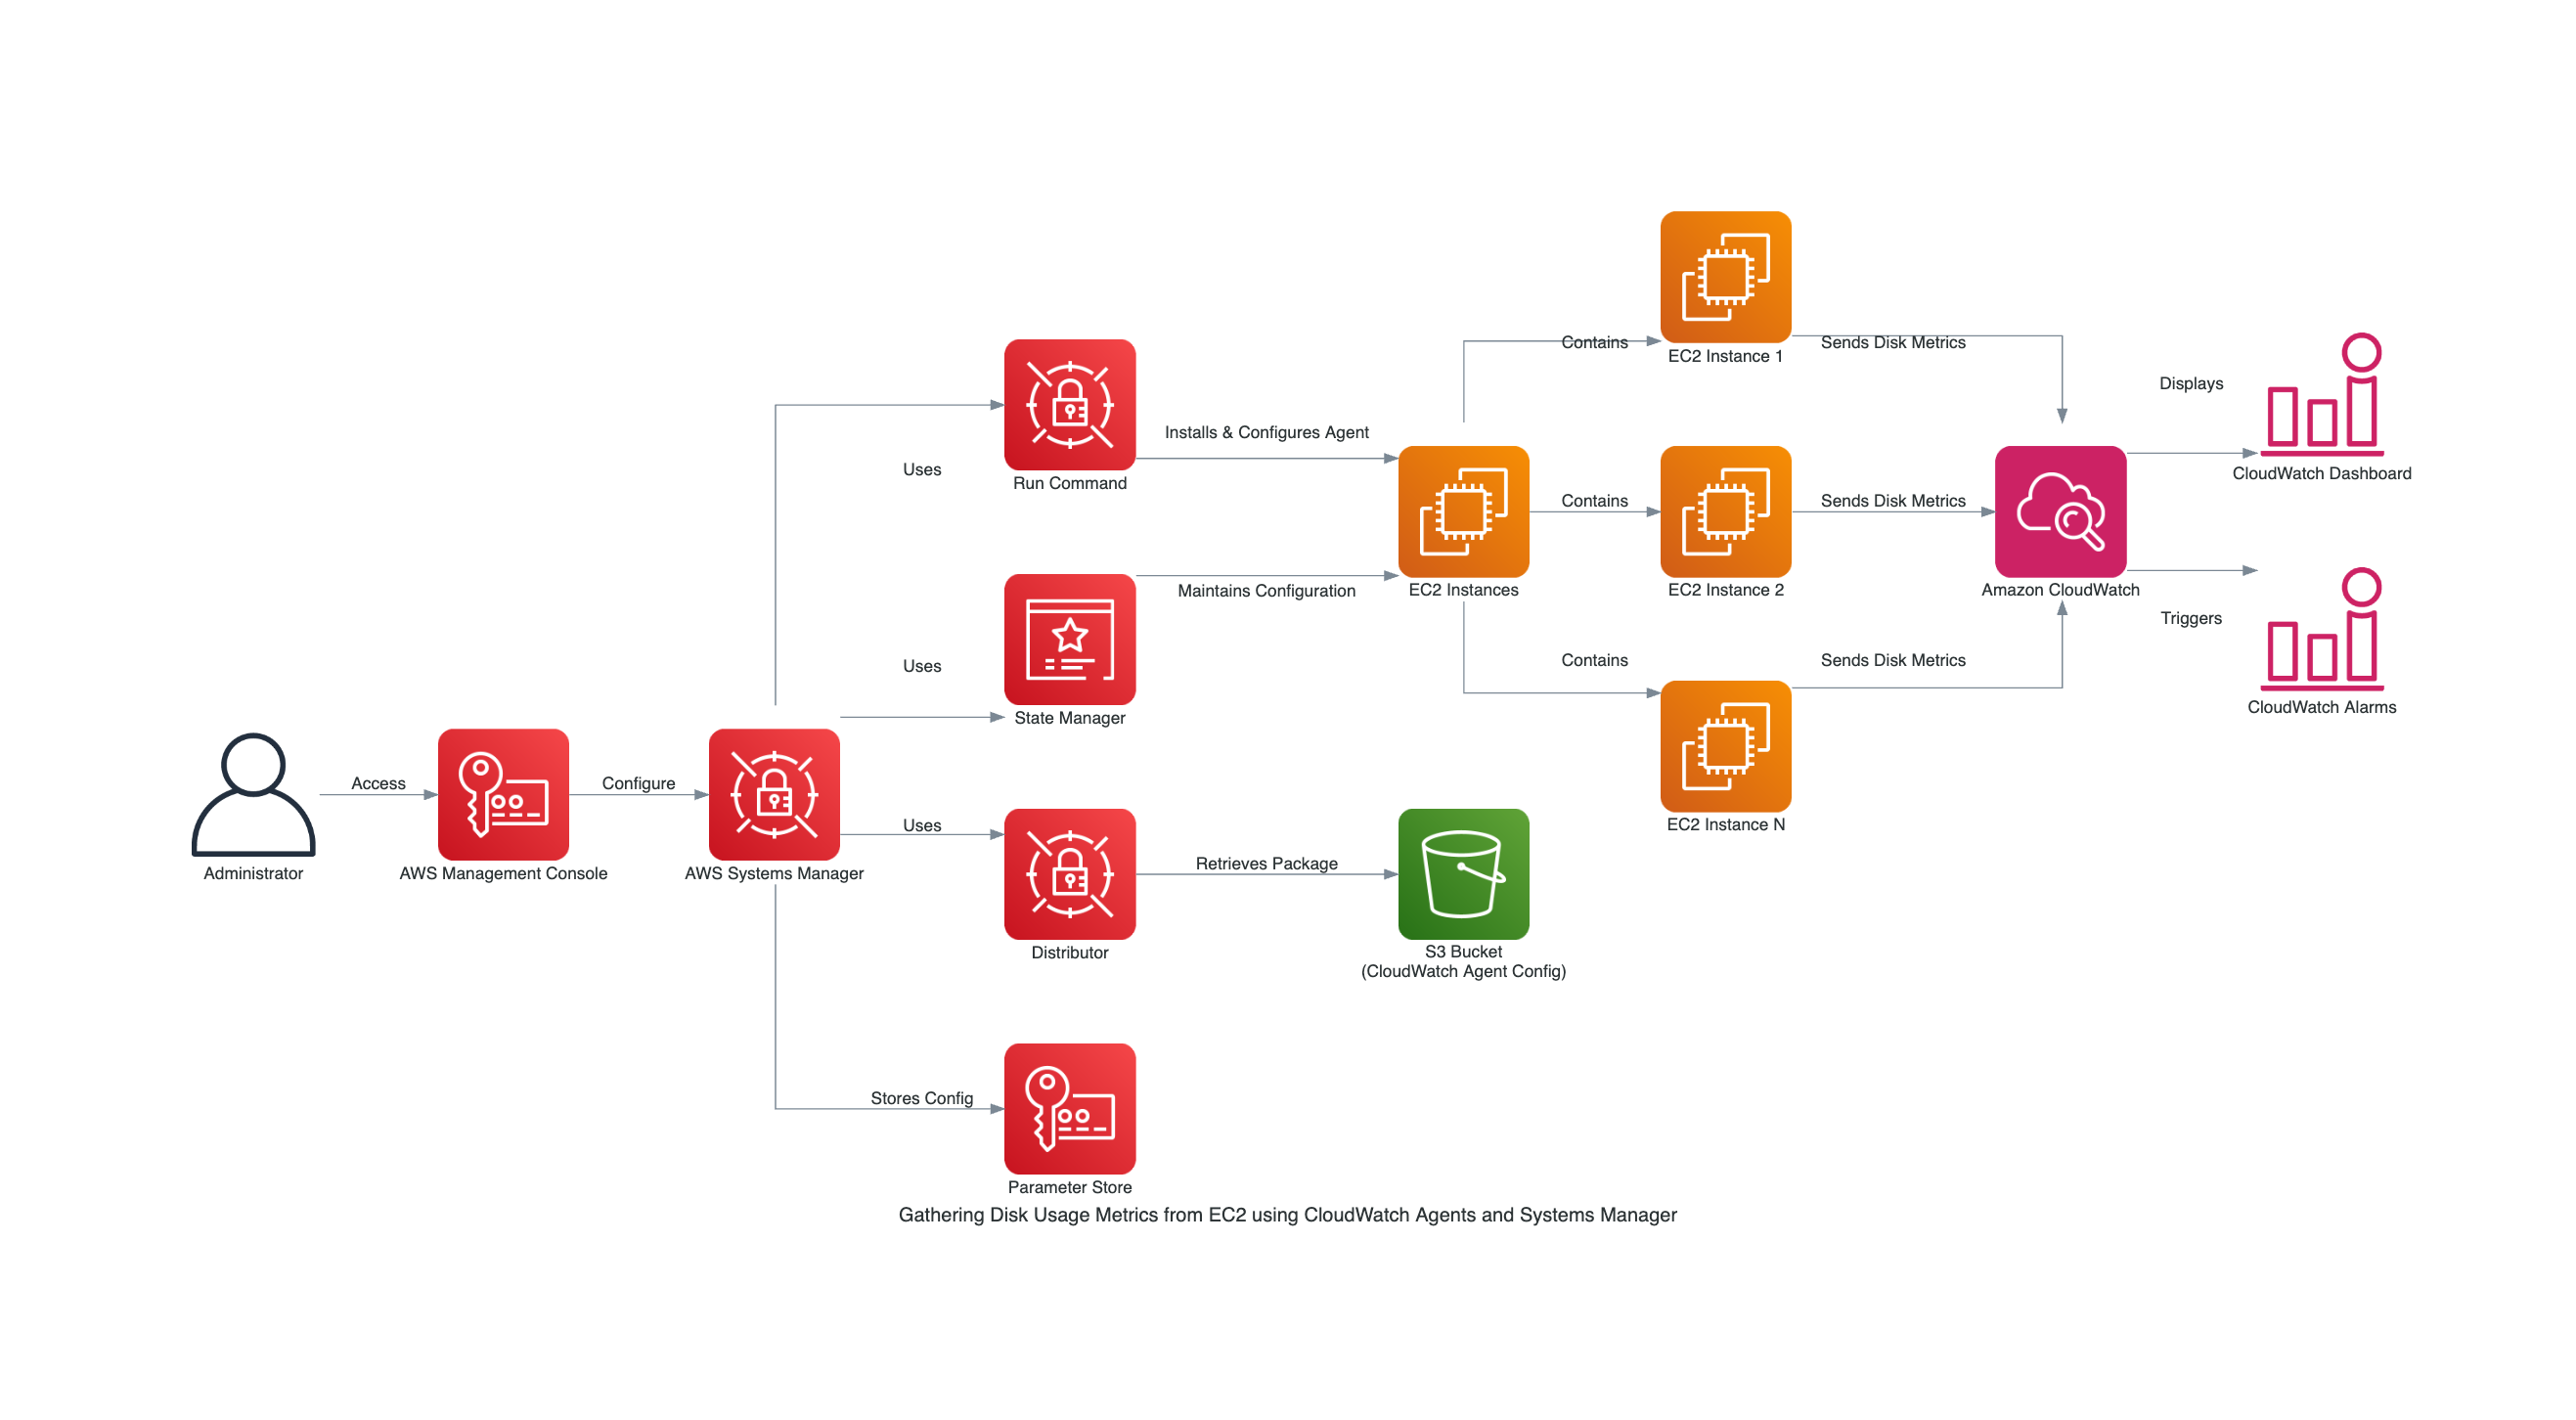 Administrator
Access
AWS Management Console
Configure
AWS Systems Manager
Uses
Uses
Uses
Stores Config
Run Command
State Manager
Distributor
Parameter Store
Installs & Configures Agent
Maintains Configuration
Retrieves Package
EC2 Instances
S3 Bucket
(CloudWatch Agent Config)
Contains
Contains
Contains
EC2 Instance 1
EC2 Instance 2
EC2 Instance N
Sends Disk Metrics
Sends Disk Metrics
Sends Disk Metrics
Amazon CloudWatch
Displays
Triggers
CloudWatch Dashboard
CloudWatch Alarms
Gathering Disk Usage Metrics from EC2 using CloudWatch Agents and Systems Manager